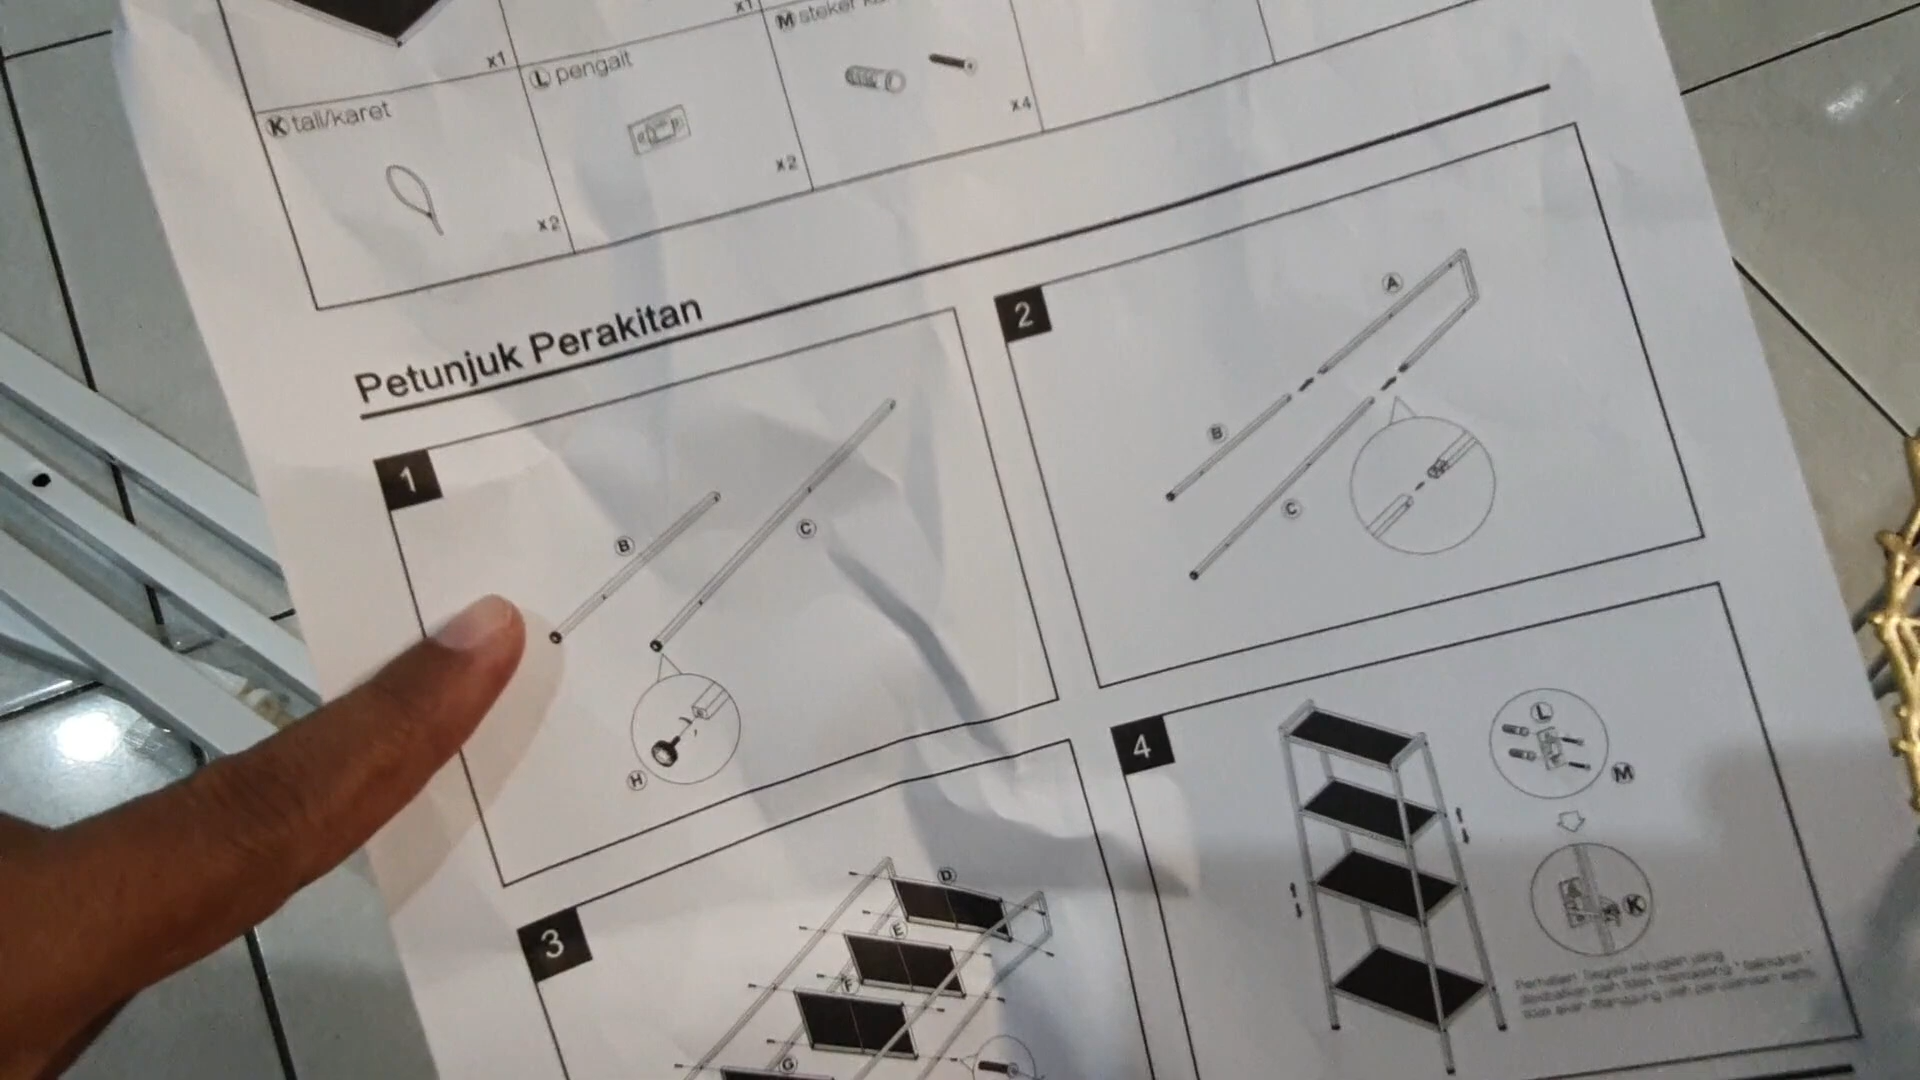 x1
x1
M steker
K tali/karet
L pengait
x2
x2
x4
Petunjuk Perakitan
1
B
C
H
2
A
B
C
3
D
E
F
G
4
L
M
K